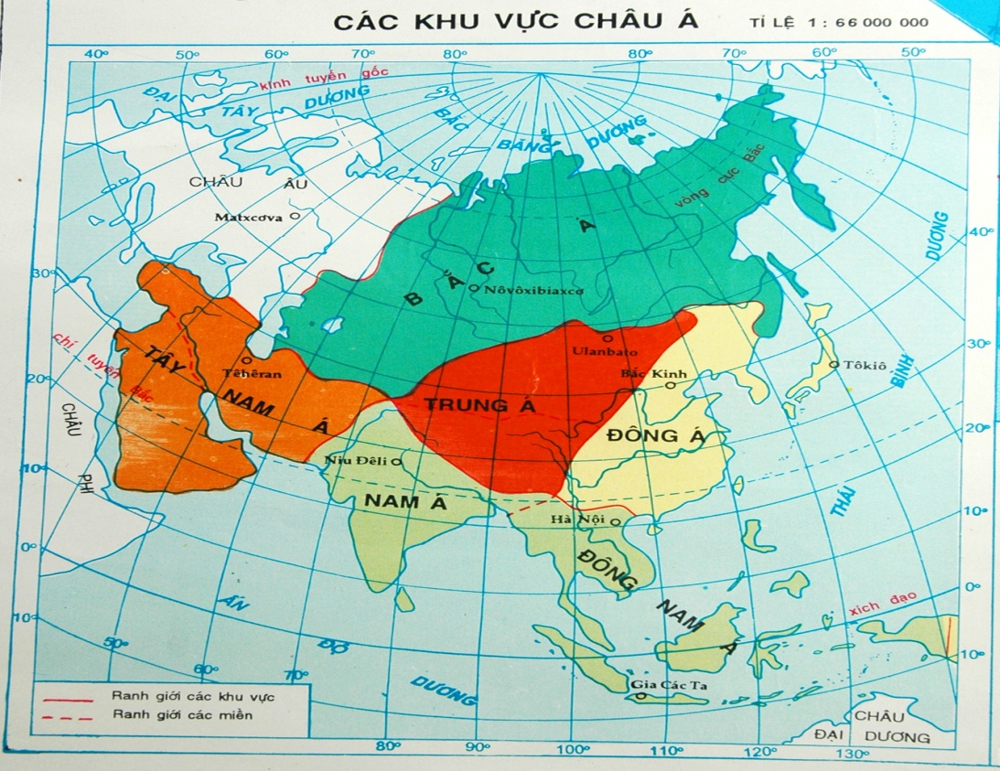 CÁC KHU VỰC CHÂU Á
TỈ LỆ 1 : 66 000 000
40° 50° 60° 70° 80° 80° 70° 60° 50°
kinh tuyến gốc
ĐẠI TÂY DƯƠNG
BẮC BĂNG DƯƠNG
vòng cực Bắc
CHÂU ÂU
Matxcơva
BẮC Á
Nôvôxibiaxcơ
40°
DƯƠNG
30°
Ulanbato
30°
chí tuyến Bắc
TÂY NAM Á
Têhêran
Bắc Kinh
Tôkiô
BÌNH
20°
TRUNG Á
ĐÔNG Á
20°
CHÂU PHI
Niu Đêli
10°
NAM Á
THÁI
10°
Hà Nội
0°
ĐÔNG NAM Á
0°
xích đạo
ẤN ĐỘ DƯƠNG
10°
10°
50° 60° 70°
Gia Các Ta
Ranh giới các khu vực
Ranh giới các miền
CHÂU
ĐẠI DƯƠNG
80° 90° 100° 110° 120° 130°